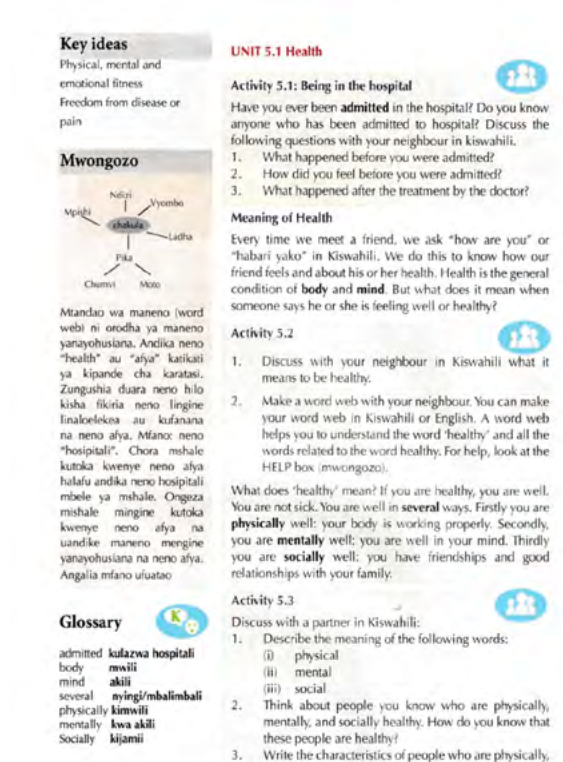 Key ideas
Physical, mental and
emotional fitness
Freedom from disease or
pain
Mwongozo
Ndizi
Vyombo
Mpishi
chakula
Ladha
Pika
Chumvi
Moto
Mtandao wa maneno (word
web) ni orodha ya maneno
yanayohusiana. Andika neno
"health" au "afya" katikati
ya kipande cha karatasi.
Zungushia duara neno hilo
kisha fikiria neno lingine
linaloelekea au kufanana
na neno afya. Mfano: neno
"hosipitali". Chora mshale
kutoka kwenye neno afya
halafu andika neno hosipitali
mbele ya mshale. Ongeza
mishale mingine kutoka
kwenye neno afya na
uandike maneno mengine
yanayohusiana na neno afya.
Angalia mfano ufuatao
Glossary
K
admitted kulazwa hospitali
body mwili
mind akili
several nyingi/mbalimbali
physically kimwili
mentally kwa akili
Socially kijamii
UNIT 5.1 Health
Activity 5.1: Being in the hospital
Have you ever been admitted in the hospital? Do you know
anyone who has been admitted to hospital? Discuss the
following questions with your neighbour in kiswahili.
1. What happened before you were admitted?
2. How did you feel before you were admitted?
3. What happened after the treatment by the doctor?
Meaning of Health
Every time we meet a friend, we ask "how are you" or
"habari yako" in Kiswahili. We do this to know how our
friend feels and about his or her health. Health is the general
condition of body and mind. But what does it mean when
someone says he or she is feeling well or healthy?
Activity 5.2
1. Discuss with your neighbour in Kiswahili what it
means to be healthy.
2. Make a word web with your neighbour. You can make
your word web in Kiswahili or English. A word web
helps you to understand the word 'healthy' and all the
words related to the word healthy. For help, look at the
HELP box (mwongozo).
What does 'healthy' mean? If you are healthy, you are well.
You are not sick. You are well in several ways. Firstly you are
physically well: your body is working properly. Secondly,
you are mentally well; you are well in your mind. Thirdly
you are socially well; you have friendships and good
relationships with your family.
Activity 5.3
Discuss with a partner in Kiswahili:
1. Describe the meaning of the following words:
(i) physical
(ii) mental
(iii) social
2. Think about people you know who are physically,
mentally, and socially healthy. How do you know that
these people are healthy?
3. Write the characteristics of people who are physically,